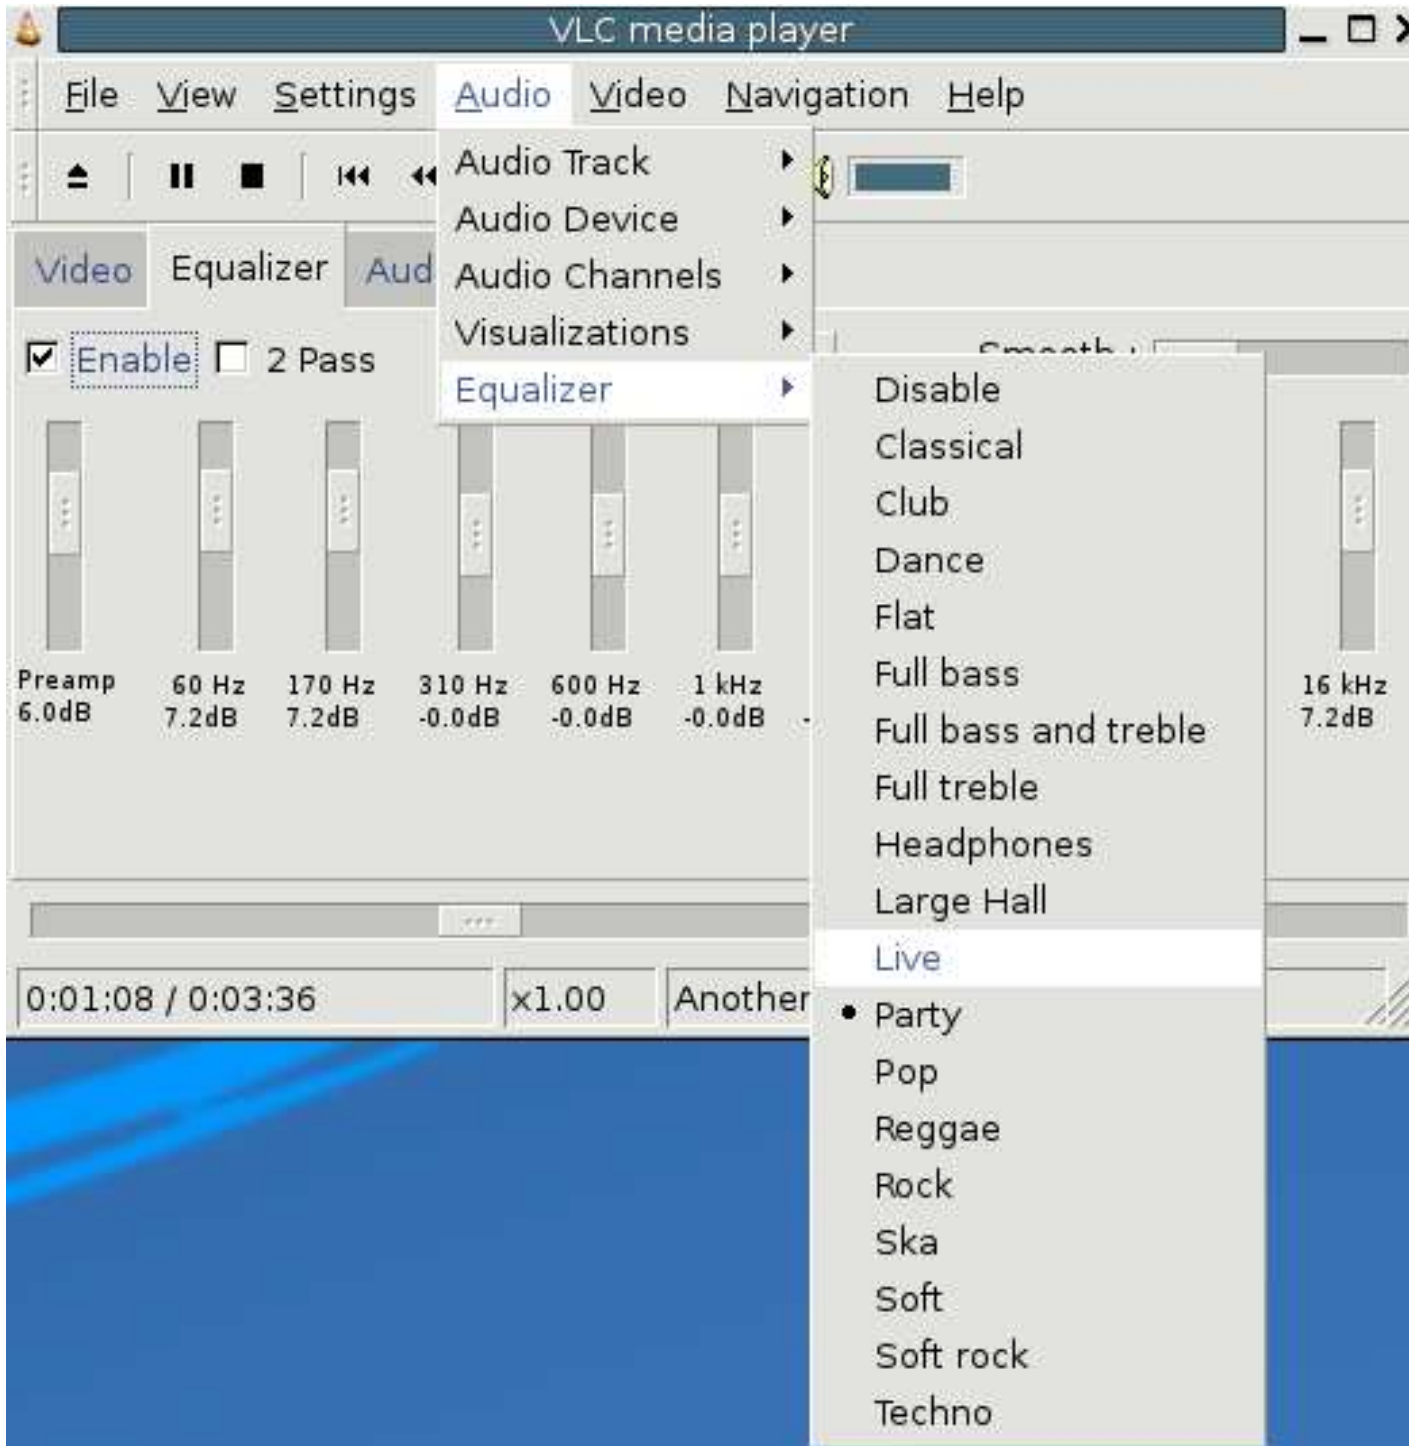 VLC media player
File View Settings Audio Video Navigation Help
Audio Track
Audio Device
Audio Channels
Visualizations
Equalizer
Video Equalizer Aud
Enable 2 Pass
Smooth :
Disable
Classical
Club
Dance
Flat
Full bass
Full bass and treble
Full treble
Headphones
Large Hall
Live
Party
Pop
Reggae
Rock
Ska
Soft
Soft rock
Techno
Preamp 60 Hz 170 Hz 310 Hz 600 Hz 1 kHz 16 kHz
6.0dB 7.2dB 7.2dB -0.0dB -0.0dB -0.0dB - 7.2dB
0:01:08 / 0:03:36 x1.00 Another